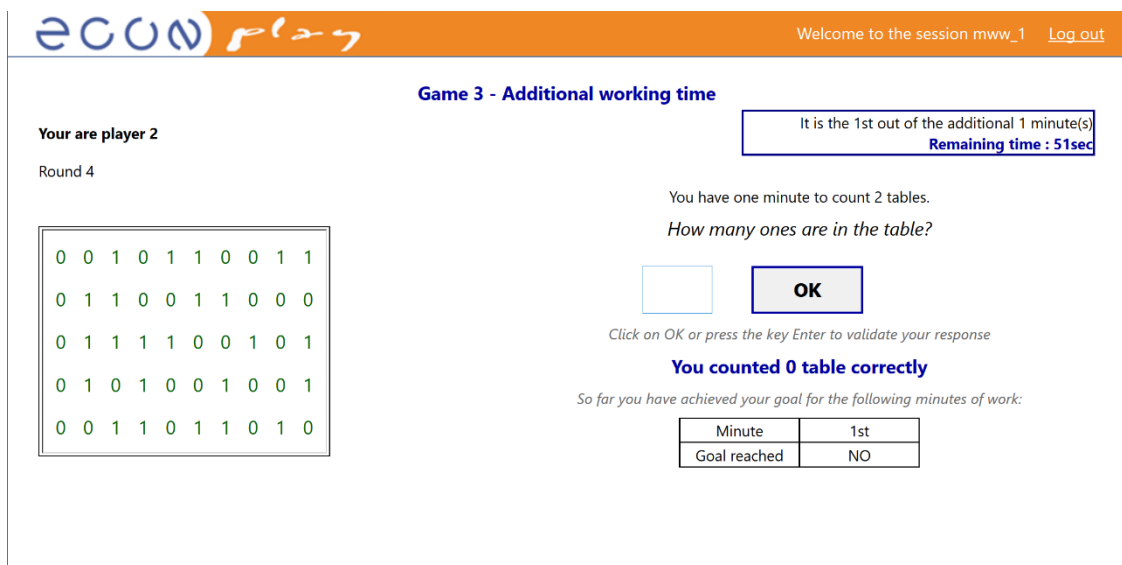 econ play
Welcome to the session mww_1 Log out
Game 3 - Additional working time
Your are player 2
It is the 1st out of the additional 1 minute(s)
Remaining time : 51sec
Round 4
You have one minute to count 2 tables.
How many ones are in the table?
OK
Click on OK or press the key Enter to validate your response
You counted 0 table correctly
So far you have achieved your goal for the following minutes of work:
Minute 1st
Goal reached NO
0 0 1 0 1 1 0 0 1 1
0 1 1 0 0 1 1 0 0 0
0 1 1 1 1 0 0 1 0 1
0 1 0 1 0 0 1 0 0 1
0 0 1 1 0 1 1 0 1 0